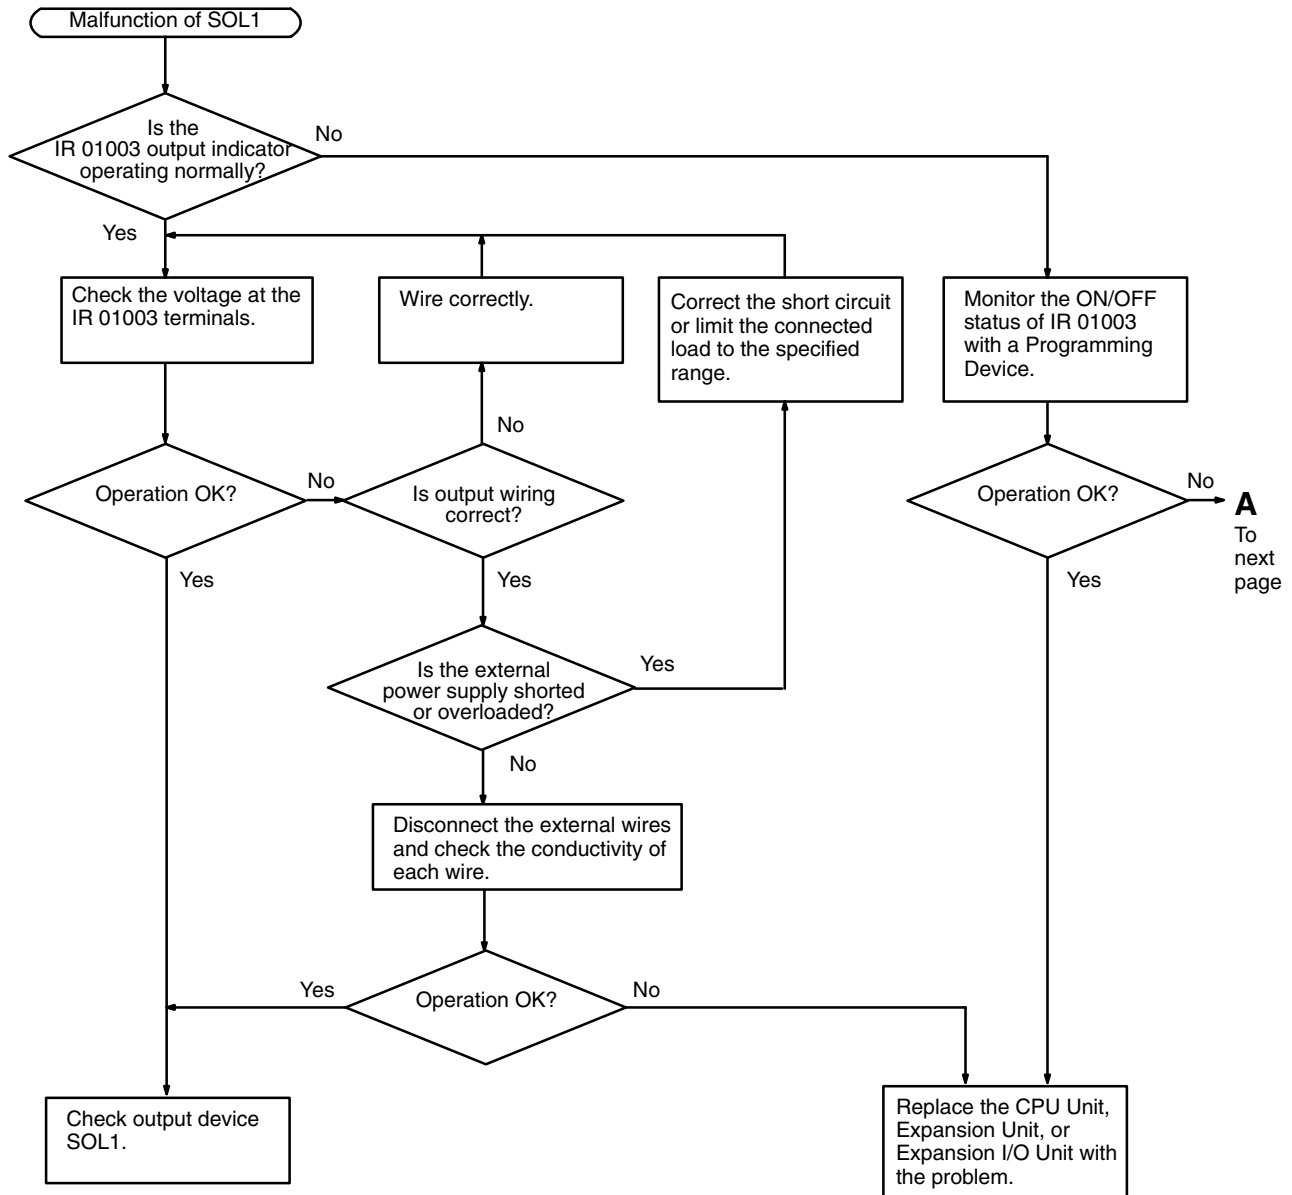 Malfunction of SOL1
Is the
IR 01003 output indicator
operating normally?
No
Yes
Check the voltage at the
IR 01003 terminals.
Wire correctly.
Correct the short circuit
or limit the connected
load to the specified
range.
Monitor the ON/OFF
status of IR 01003
with a Programming
Device.
No
Operation OK?
No
Is output wiring
correct?
Operation OK?
No
A
To
next
page
Yes
Yes
Yes
Is the external
power supply shorted
or overloaded?
Yes
No
Disconnect the external wires
and check the conductivity of
each wire.
Yes
Operation OK?
No
Check output device
SOL1.
Replace the CPU Unit,
Expansion Unit, or
Expansion I/O Unit with
the problem.